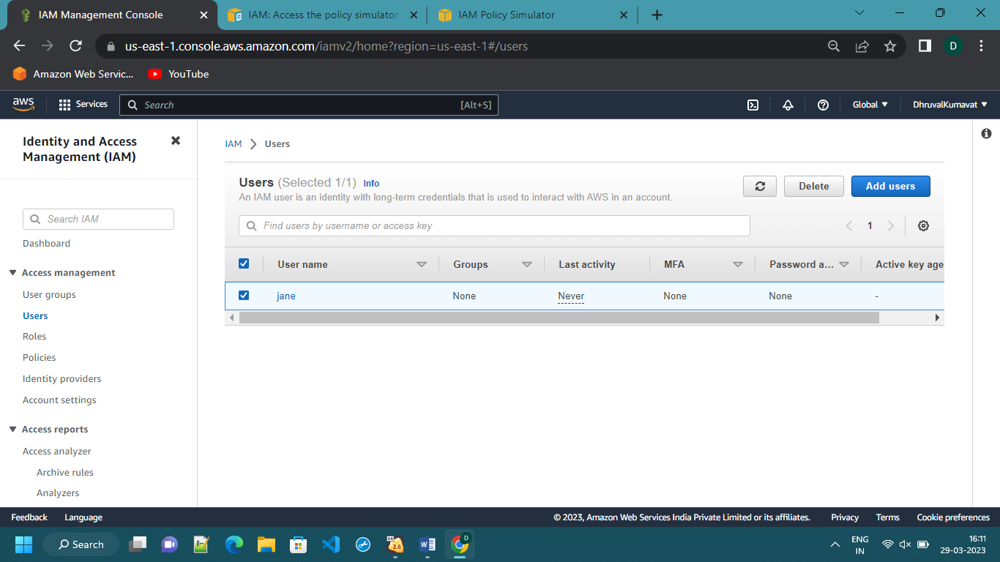 IAM Management Console
IAM: Access the policy simulator
IAM Policy Simulator
us-east-1.console.aws.amazon.com/iamv2/home?region=us-east-1#/users
D
Amazon Web Servic...
YouTube
aws
Services
Search
[Alt+S]
Global
DhruvalKumavat
Identity and Access
Management (IAM)
Search IAM
Dashboard
Access management
User groups
Users
Roles
Policies
Identity providers
Account settings
Access reports
Access analyzer
Archive rules
Analyzers
IAM Users
Users (Selected 1/1) Info
An IAM user is an identity with long-term credentials that is used to interact with AWS in an account.
Delete
Add users
Find users by username or access key
1
User name Groups Last activity MFA Password a... Active key age
jane None Never None None -
Feedback Language
© 2023, Amazon Web Services India Private Limited or its affiliates.
Privacy Terms Cookie preferences
Search
64
2.6
D
ENG
IN
16:11
29-03-2023